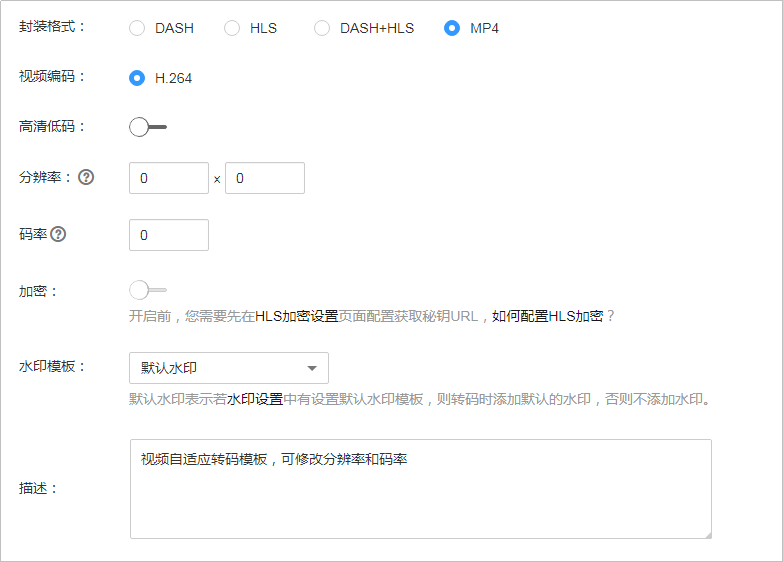 封装格式： DASH HLS DASH+HLS MP4
视频编码： H.264
高清低码：
分辨率：? 0 x 0
码率? 0
加密：
开启前，您需要先在HLS加密设置页面配置获取秘钥URL，如何配置HLS加密？
水印模板： 默认水印
默认水印表示若水印设置中有设置默认水印模板，则转码时添加默认的水印，否则不添加水印。
视频自适应转码模板，可修改分辨率和码率
描述：